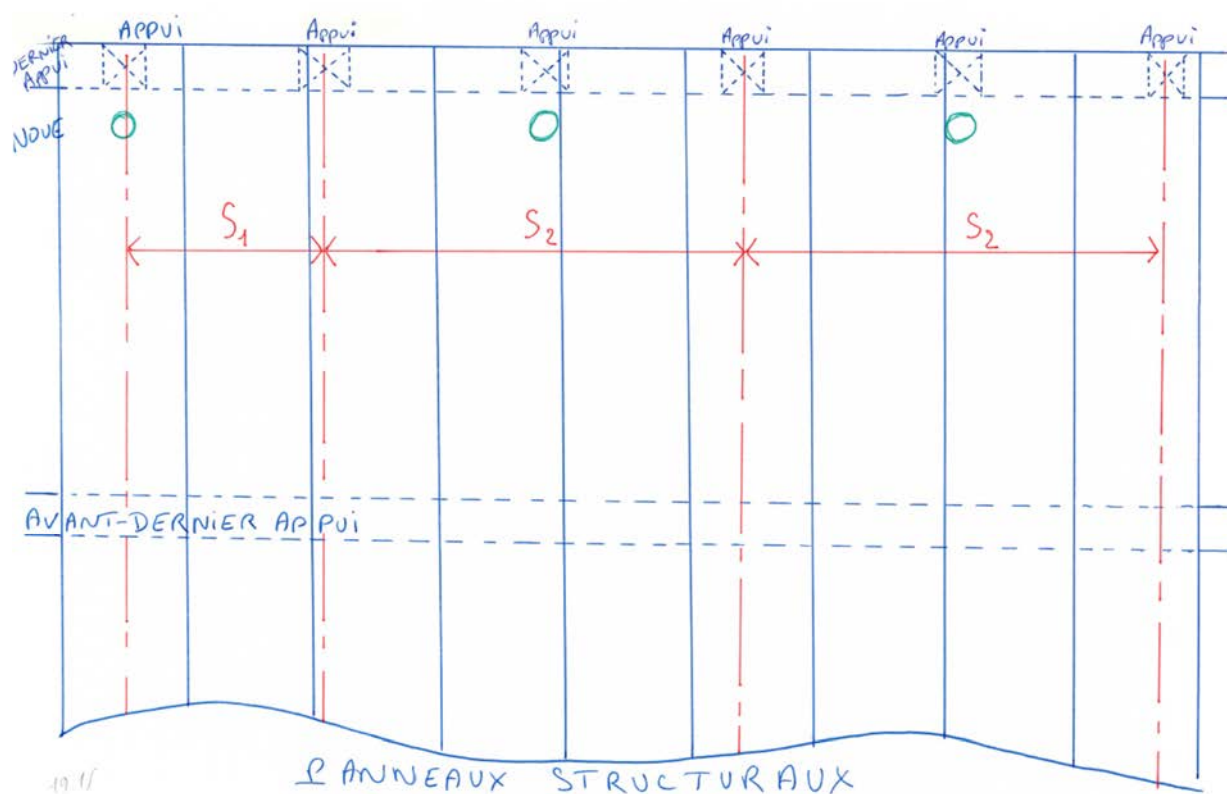 Appui Appui Appui Appui Appui Appui
DERNIER
Appui
NOUE
S1 S2 S2
AVANT-DERNIER APPUI
PANNEAUX STRUCTURAUX